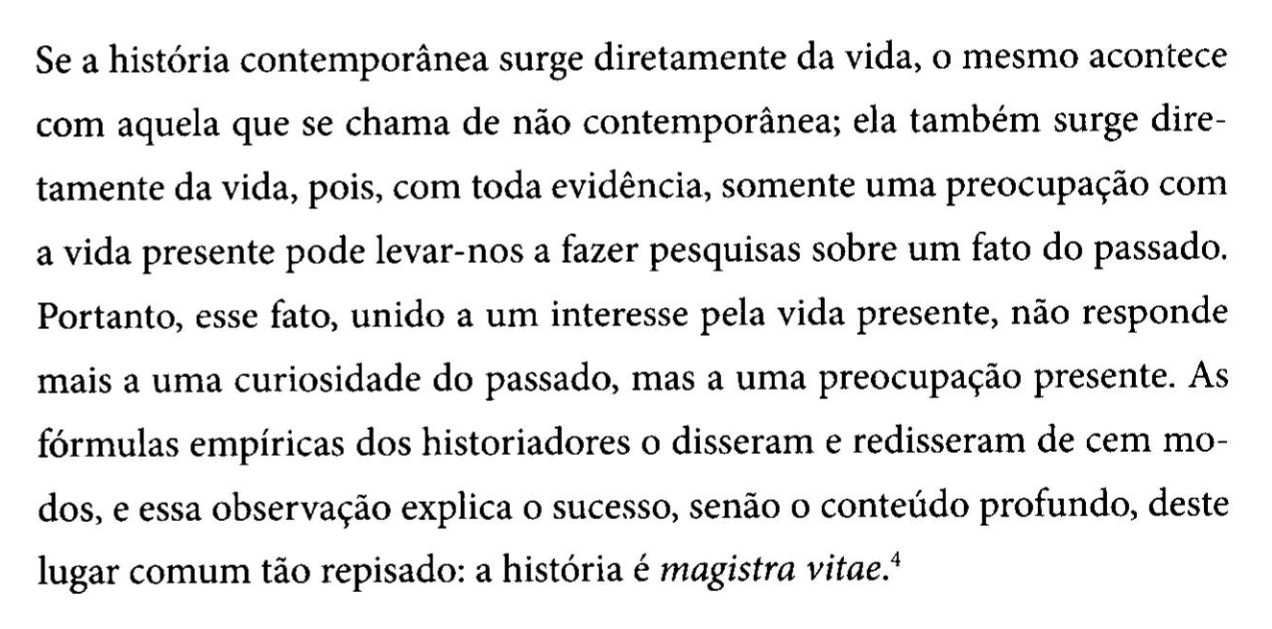 Se a história contemporânea surge diretamente da vida, o mesmo acontece
com aquela que se chama de não contemporânea; ela também surge dire-
tamente da vida, pois, com toda evidência, somente uma preocupação com
a vida presente pode levar-nos a fazer pesquisas sobre um fato do passado.
Portanto, esse fato, unido a um interesse pela vida presente, não responde
mais a uma curiosidade do passado, mas a uma preocupação presente. As
fórmulas empíricas dos historiadores o disseram e redisseram de cem mo-
dos, e essa observação explica o sucesso, senão o conteúdo profundo, deste
lugar comum tão repisado: a história é magistra vitae.⁴